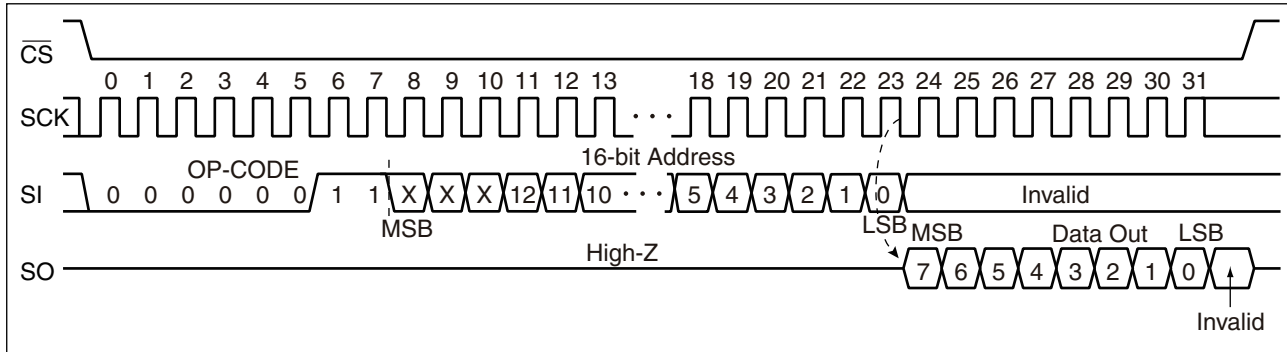 CS
0 1 2 3 4 5 6 7 8 9 10 11 12 13 18 19 20 21 22 23 24 25 26 27 28 29 30 31
SCK
· · ·
OP-CODE 16-bit Address
SI 0 0 0 0 0 0 1 1 X X X 12 11 10 · · · 5 4 3 2 1 0 Invalid
MSB LSB MSB Data Out LSB
High-Z
SO 7 6 5 4 3 2 1 0
Invalid